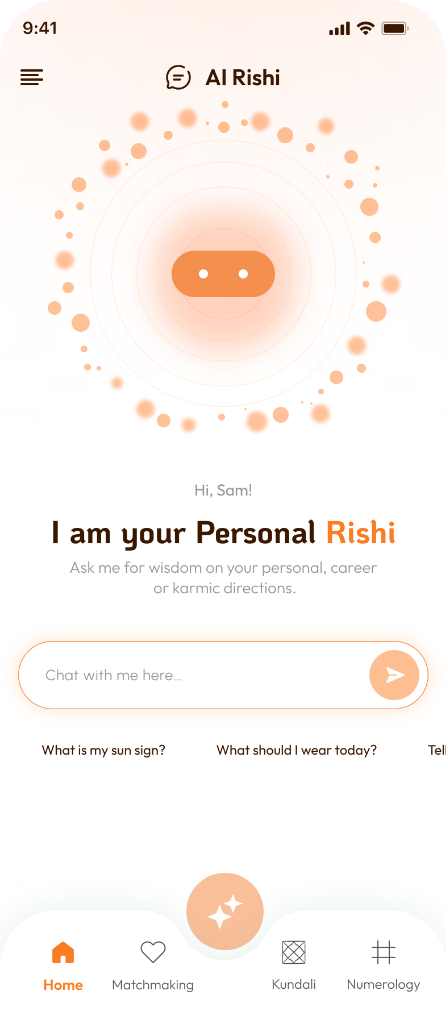 9:41
AI Rishi
Hi, Sam!
I am your Personal Rishi
Ask me for wisdom on your personal, career
or karmic directions.
Chat with me here...
What is my sun sign? What should I wear today? Tell
Home Matchmaking Kundali Numerology